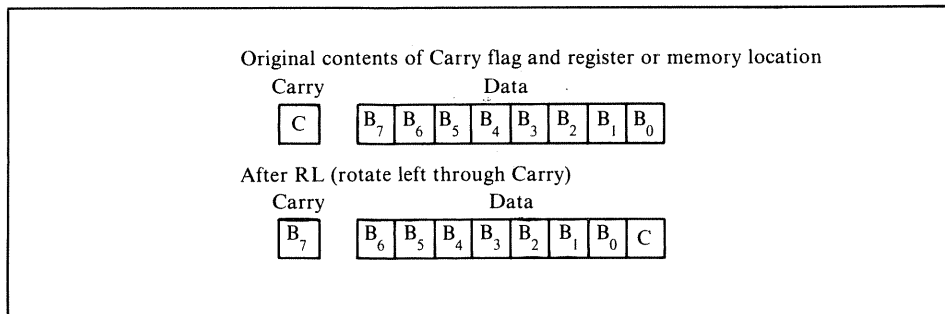 Original contents of Carry flag and register or memory location
Carry Data
C B₇ B₆ B₅ B₄ B₃ B₂ B₁ B₀
After RL (rotate left through Carry)
Carry Data
B₇ B₆ B₅ B₄ B₃ B₂ B₁ B₀ C